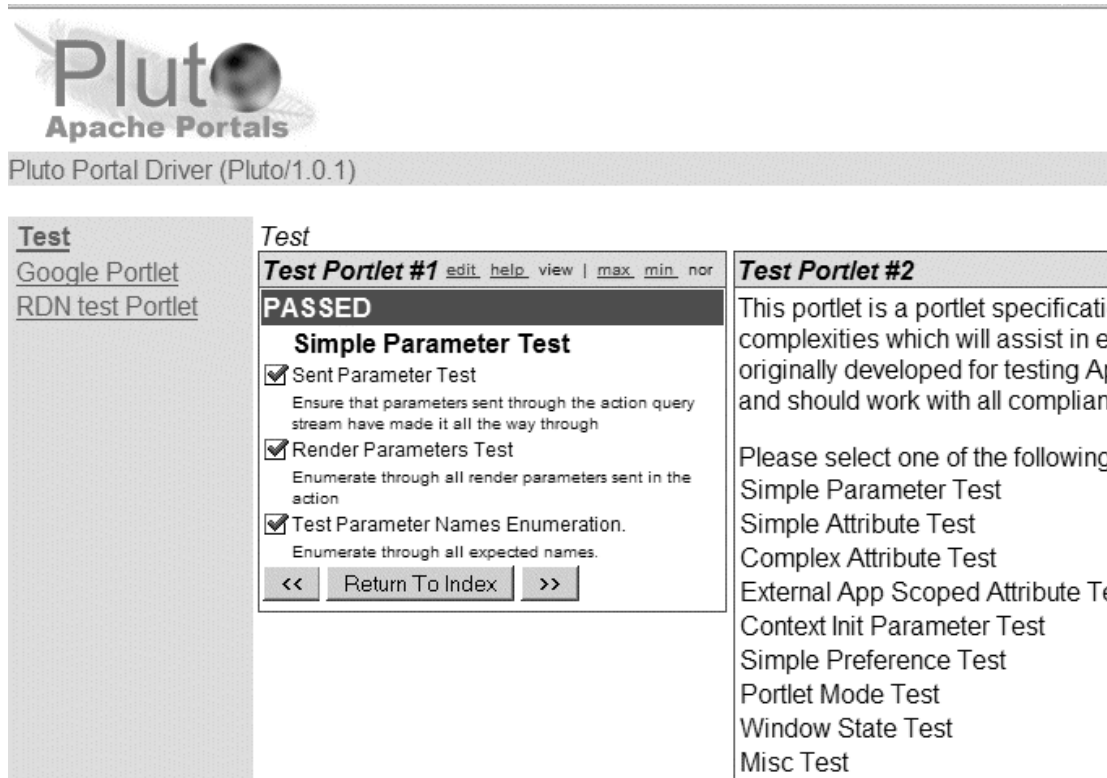 Pluto
Apache Portals
Pluto Portal Driver (Pluto/1.0.1)
Test
Google Portlet
RDN test Portlet
Test
Test Portlet #1 edit help view | max min nor
PASSED
Simple Parameter Test
Sent Parameter Test
Ensure that parameters sent through the action query
stream have made it all the way through
Render Parameters Test
Enumerate through all render parameters sent in the
action
Test Parameter Names Enumeration.
Enumerate through all expected names.
<< Return To Index >>
Test Portlet #2
This portlet is a portlet specificati
complexities which will assist in e
originally developed for testing A
and should work with all complian
Please select one of the following
Simple Parameter Test
Simple Attribute Test
Complex Attribute Test
External App Scoped Attribute Te
Context Init Parameter Test
Simple Preference Test
Portlet Mode Test
Window State Test
Misc Test